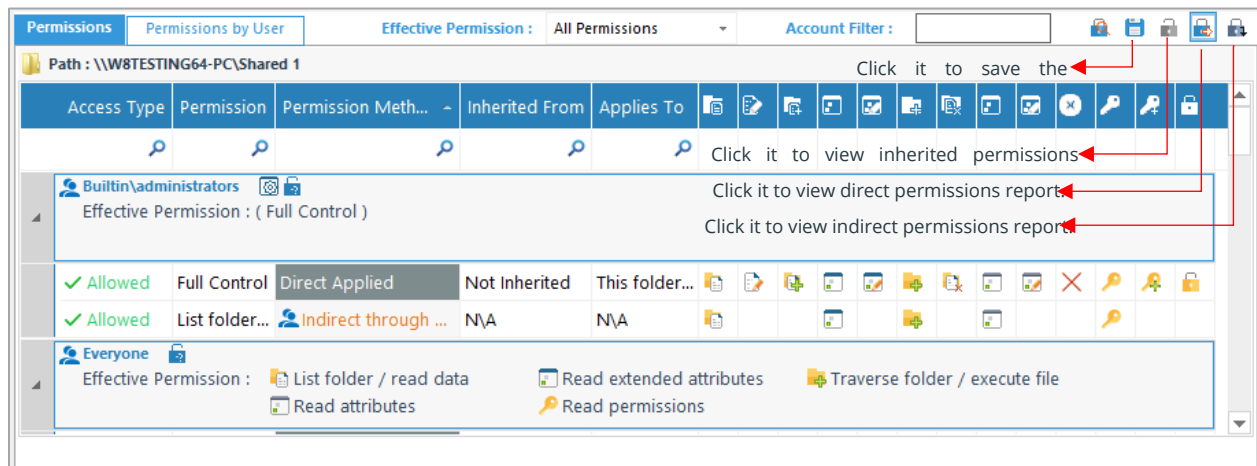 Permissions Permissions by User Effective Permission : All Permissions Account Filter :
Path : \\W8TESTING64-PC\Shared 1
Click it to save the
Access Type Permission Permission Meth... Inherited From Applies To
Click it to view inherited permissions
Builtin\administrators
Click it to view direct permissions report.
Effective Permission : ( Full Control )
Click it to view indirect permissions report.
Allowed Full Control Direct Applied Not Inherited This folder...
Allowed List folder... Indirect through ... N\A N\A
Everyone
Effective Permission : List folder / read data Read extended attributes Traverse folder / execute file
Read attributes Read permissions